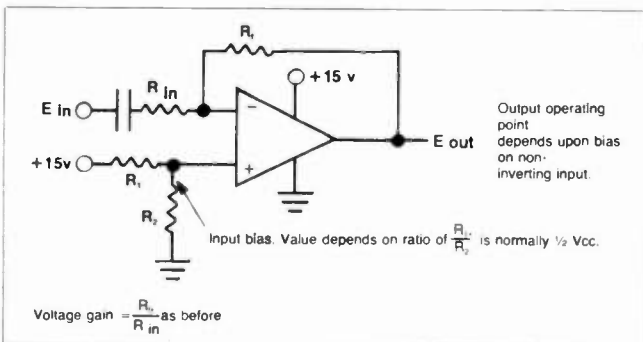 Rf
+15 v
E in
R in
−
Output operating
point
depends upon bias
on non-
inverting input.
E out
+15v
R1
+
R2
Input bias. Value depends on ratio of R1/R2 is normally ½ Vcc.
Voltage gain = Rf/R in as before